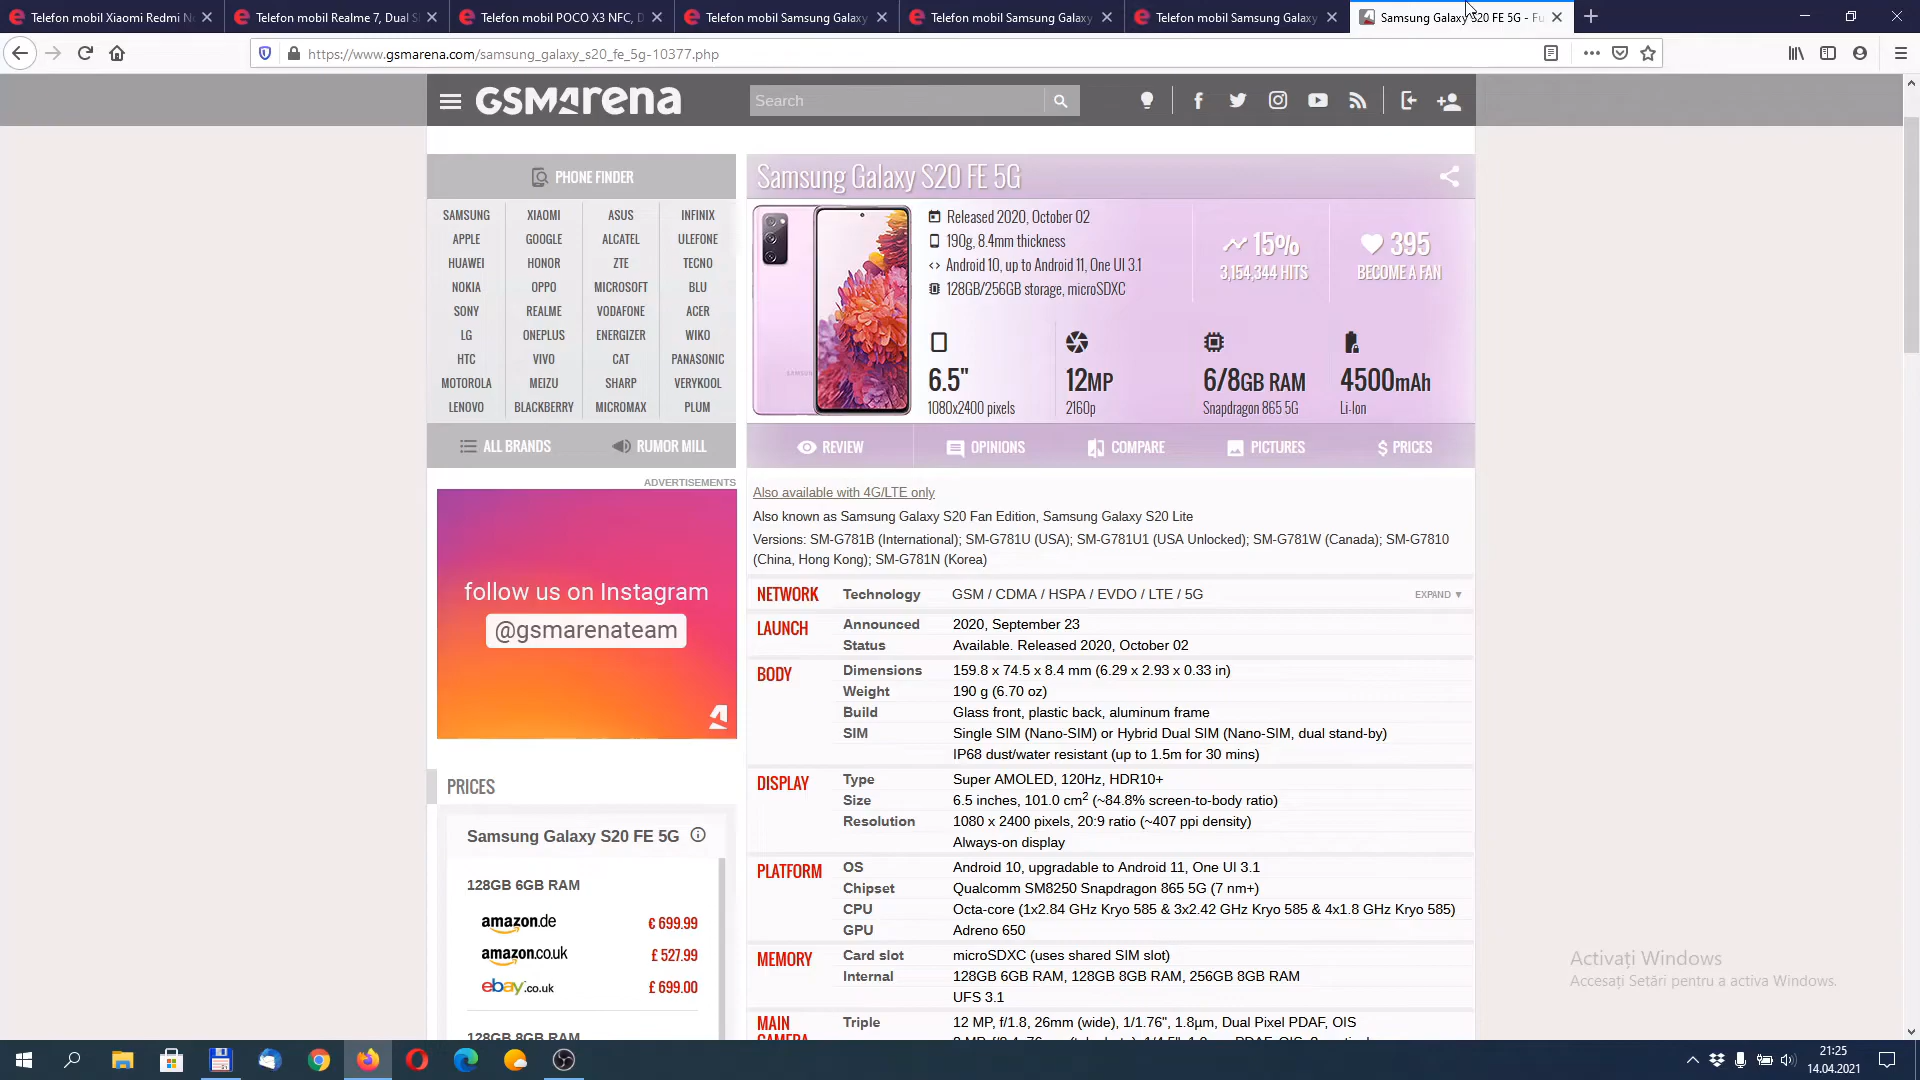 Telefon mobil Xiaomi Redmi N
Telefon mobil Realme 7, Dual S
Telefon mobil POCO X3 NFC, D
Telefon mobil Samsung Galaxy
Telefon mobil Samsung Galaxy
Telefon mobil Samsung Galaxy
Samsung Galaxy S20 FE 5G - Fu
https://www.gsmarena.com/samsung_galaxy_s20_fe_5g-10377.php
GSMArena
Search
PHONE FINDER
SAMSUNG XIAOMI ASUS INFINIX
APPLE GOOGLE ALCATEL ULEFONE
HUAWEI HONOR ZTE TECNO
NOKIA OPPO MICROSOFT BLU
SONY REALME VODAFONE ACER
LG ONEPLUS ENERGIZER WIKO
HTC VIVO CAT PANASONIC
MOTOROLA MEIZU SHARP VERYKOOL
LENOVO BLACKBERRY MICROMAX PLUM
ALL BRANDS RUMOR MILL
Samsung Galaxy S20 FE 5G
Released 2020, October 02
190g, 8.4mm thickness
Android 10, up to Android 11, One UI 3.1
128GB/256GB storage, microSDXC
15%
3,154,344 HITS
395
BECOME A FAN
6.5"
1080x2400 pixels
12MP
2160p
6/8GB RAM
Snapdragon 865 5G
4500mAh
Li-Ion
REVIEW OPINIONS COMPARE PICTURES $ PRICES
ADVERTISEMENTS
follow us on Instagram
@gsmarenateam
PRICES
Samsung Galaxy S20 FE 5G
128GB 6GB RAM
amazon.de € 699.99
amazon.co.uk £ 527.99
ebay.co.uk £ 699.00
128GB 8GB RAM
Also available with 4G/LTE only
Also known as Samsung Galaxy S20 Fan Edition, Samsung Galaxy S20 Lite
Versions: SM-G781B (International); SM-G781U (USA); SM-G781U1 (USA Unlocked); SM-G781W (Canada); SM-G7810
(China, Hong Kong); SM-G781N (Korea)
NETWORK Technology GSM / CDMA / HSPA / EVDO / LTE / 5G EXPAND ▼
LAUNCH Announced 2020, September 23
Status Available. Released 2020, October 02
BODY Dimensions 159.8 x 74.5 x 8.4 mm (6.29 x 2.93 x 0.33 in)
Weight 190 g (6.70 oz)
Build Glass front, plastic back, aluminum frame
SIM Single SIM (Nano-SIM) or Hybrid Dual SIM (Nano-SIM, dual stand-by)
IP68 dust/water resistant (up to 1.5m for 30 mins)
DISPLAY Type Super AMOLED, 120Hz, HDR10+
Size 6.5 inches, 101.0 cm² (~84.8% screen-to-body ratio)
Resolution 1080 x 2400 pixels, 20:9 ratio (~407 ppi density)
Always-on display
PLATFORM OS Android 10, upgradable to Android 11, One UI 3.1
Chipset Qualcomm SM8250 Snapdragon 865 5G (7 nm+)
CPU Octa-core (1x2.84 GHz Kryo 585 & 3x2.42 GHz Kryo 585 & 4x1.8 GHz Kryo 585)
GPU Adreno 650
MEMORY Card slot microSDXC (uses shared SIM slot)
Internal 128GB 6GB RAM, 128GB 8GB RAM, 256GB 8GB RAM
UFS 3.1
MAIN Triple 12 MP, f/1.8, 26mm (wide), 1/1.76", 1.8µm, Dual Pixel PDAF, OIS
CAMERA
Activați Windows
Accesați Setări pentru a activa Windows.
21:25
14.04.2021